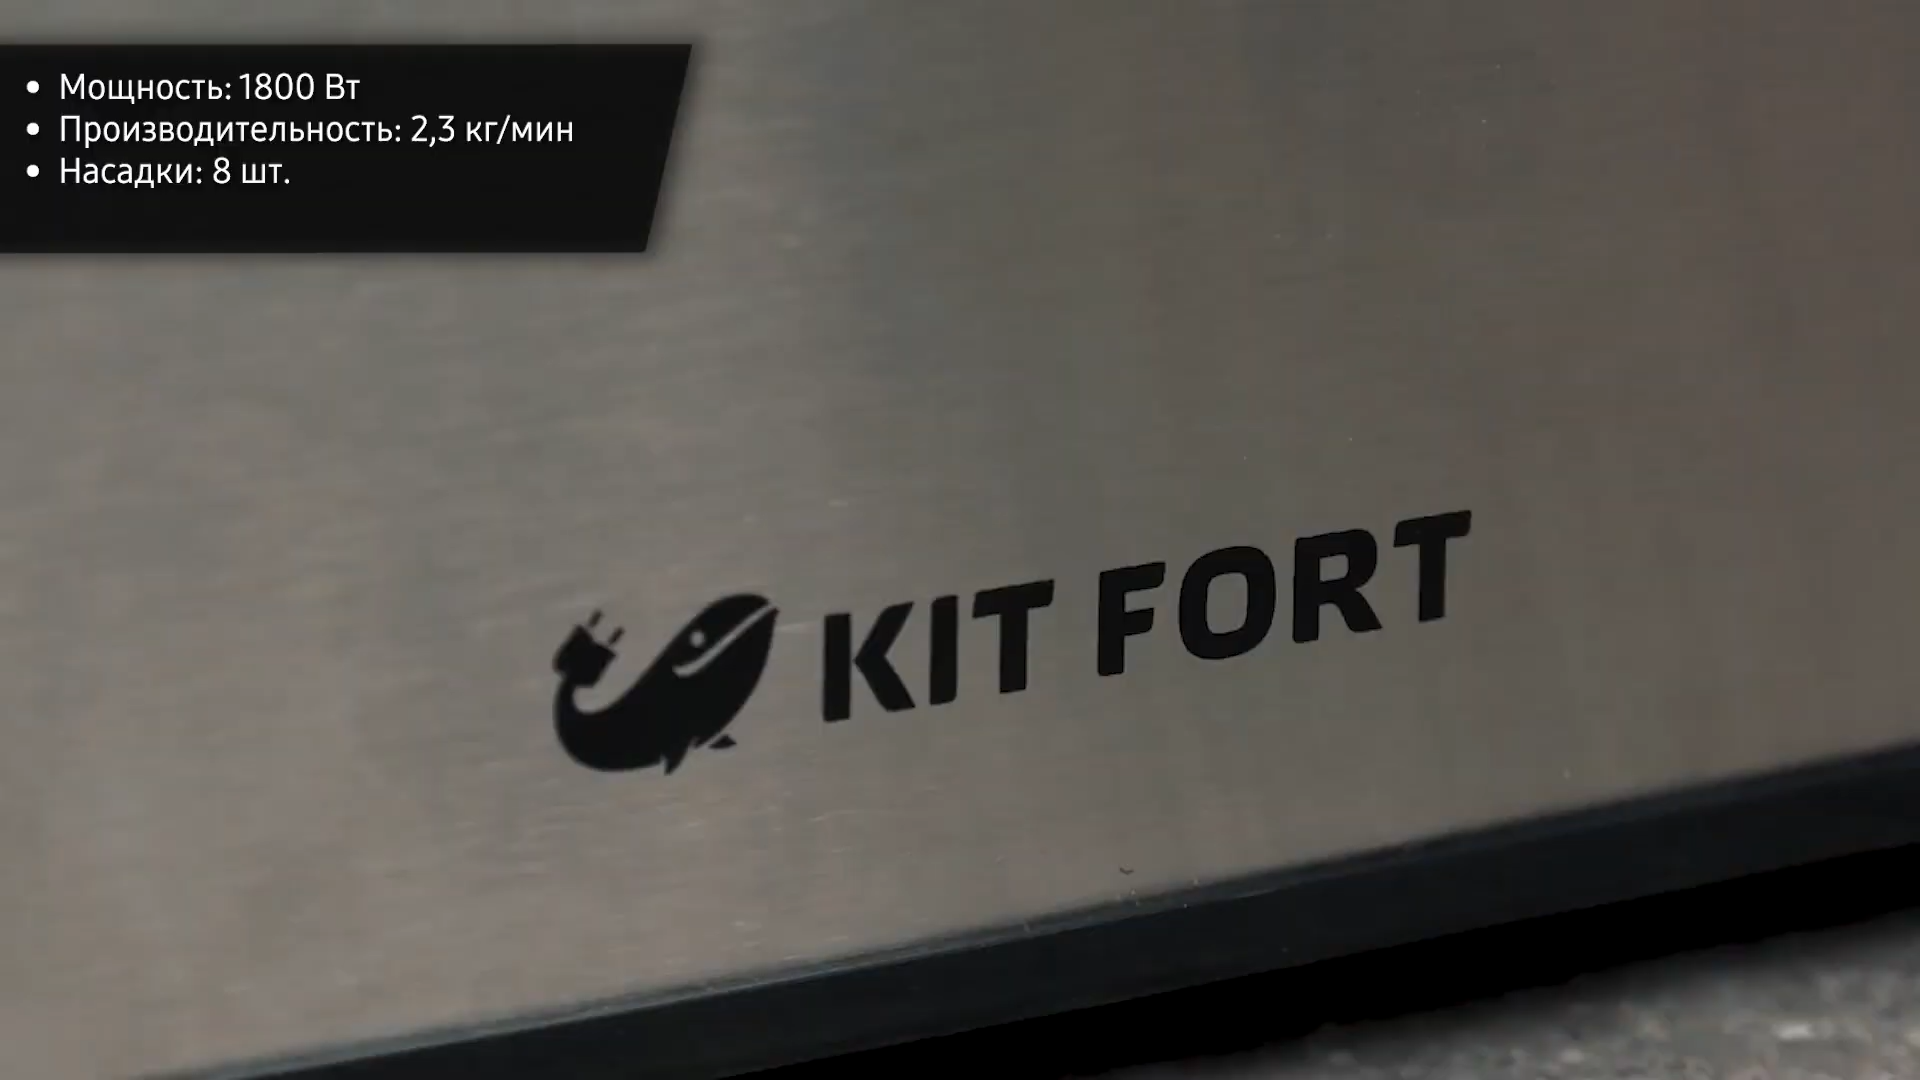 • Мощность: 1800 Вт
• Производительность: 2,3 кг/мин
• Насадки: 8 шт.
KIT FORT